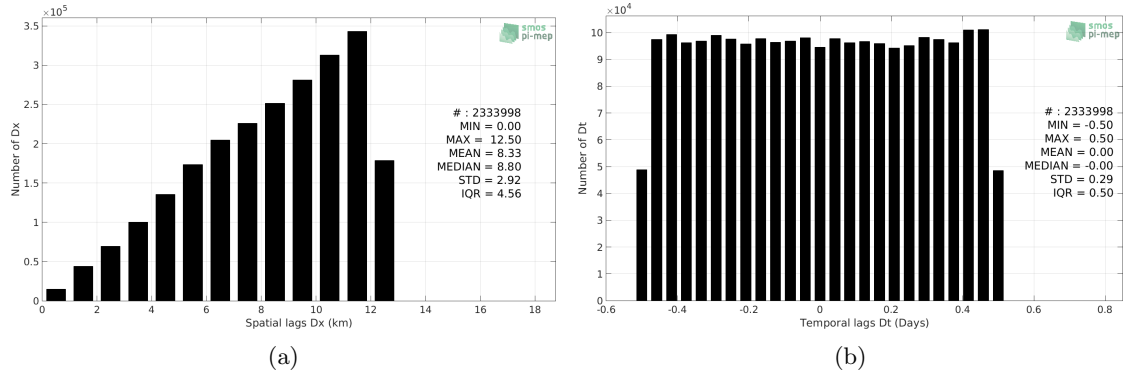 ×10^5
3.5
3
2.5
2
1.5
1
0.5
0
Number of Dx
smos
pi-mep
# : 2333998
MIN = 0.00
MAX = 12.50
MEAN = 8.33
MEDIAN = 8.80
STD = 2.92
IQR = 4.56
0 2 4 6 8 10 12 14 16 18
Spatial lags Dx (km)
(a)
×10^4
10
9
8
7
6
5
4
3
2
1
0
Number of Dt
smos
pi-mep
# : 2333998
MIN = -0.50
MAX = 0.50
MEAN = 0.00
MEDIAN = -0.00
STD = 0.29
IQR = 0.50
-0.6 -0.4 -0.2 0 0.2 0.4 0.6 0.8
Temporal lags Dt (Days)
(b)